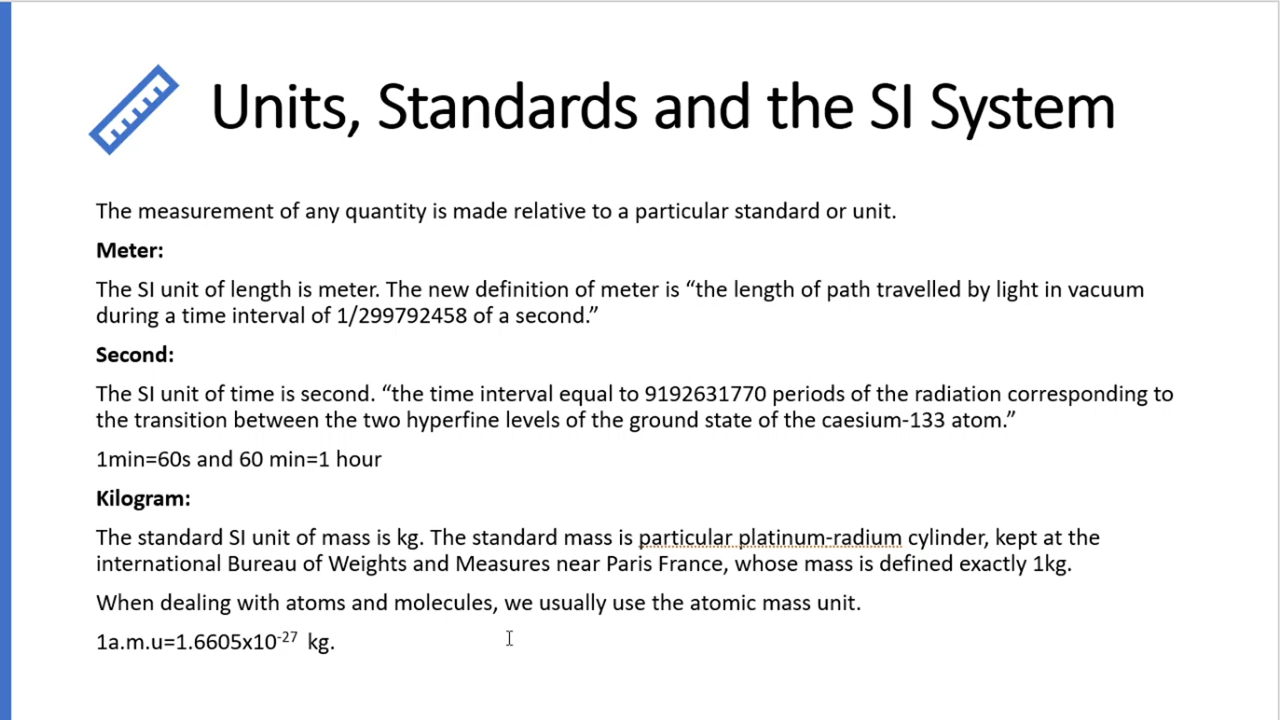 Units, Standards and the SI System
The measurement of any quantity is made relative to a particular standard or unit.
Meter:
The SI unit of length is meter. The new definition of meter is “the length of path travelled by light in vacuum
during a time interval of 1/299792458 of a second.”
Second:
The SI unit of time is second. “the time interval equal to 9192631770 periods of the radiation corresponding to
the transition between the two hyperfine levels of the ground state of the caesium-133 atom.”
1min=60s and 60 min=1 hour
Kilogram:
The standard SI unit of mass is kg. The standard mass is particular platinum-radium cylinder, kept at the
international Bureau of Weights and Measures near Paris France, whose mass is defined exactly 1kg.
When dealing with atoms and molecules, we usually use the atomic mass unit.
1a.m.u=1.6605x10⁻²⁷ kg.